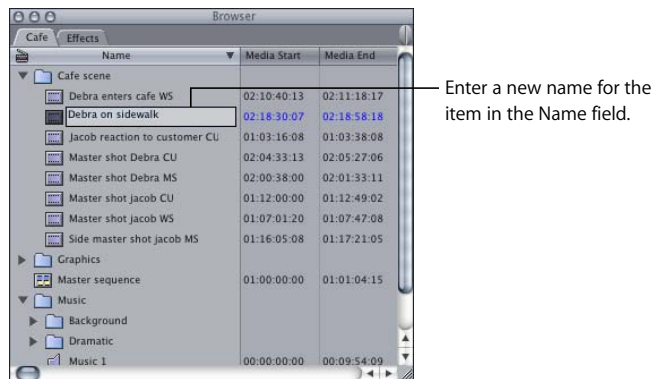 Browser
Cafe Effects
Name Media Start Media End
Cafe scene
Debra enters cafe WS 02:10:40:13 02:11:18:17
Debra on sidewalk 02:18:30:07 02:18:58:18
Jacob reaction to customer CU 01:03:16:08 01:03:38:08
Master shot Debra CU 02:04:33:13 02:05:27:06
Master shot Debra MS 02:00:38:00 02:01:33:11
Master shot jacob CU 01:12:00:00 01:12:49:02
Master shot jacob WS 01:07:01:20 01:07:47:08
Side master shot jacob MS 01:16:05:08 01:17:21:05
Graphics
Master sequence 01:00:00:00 01:01:04:15
Music
Background
Dramatic
Music 1 00:00:00:00 00:09:54:09
Enter a new name for the
item in the Name field.